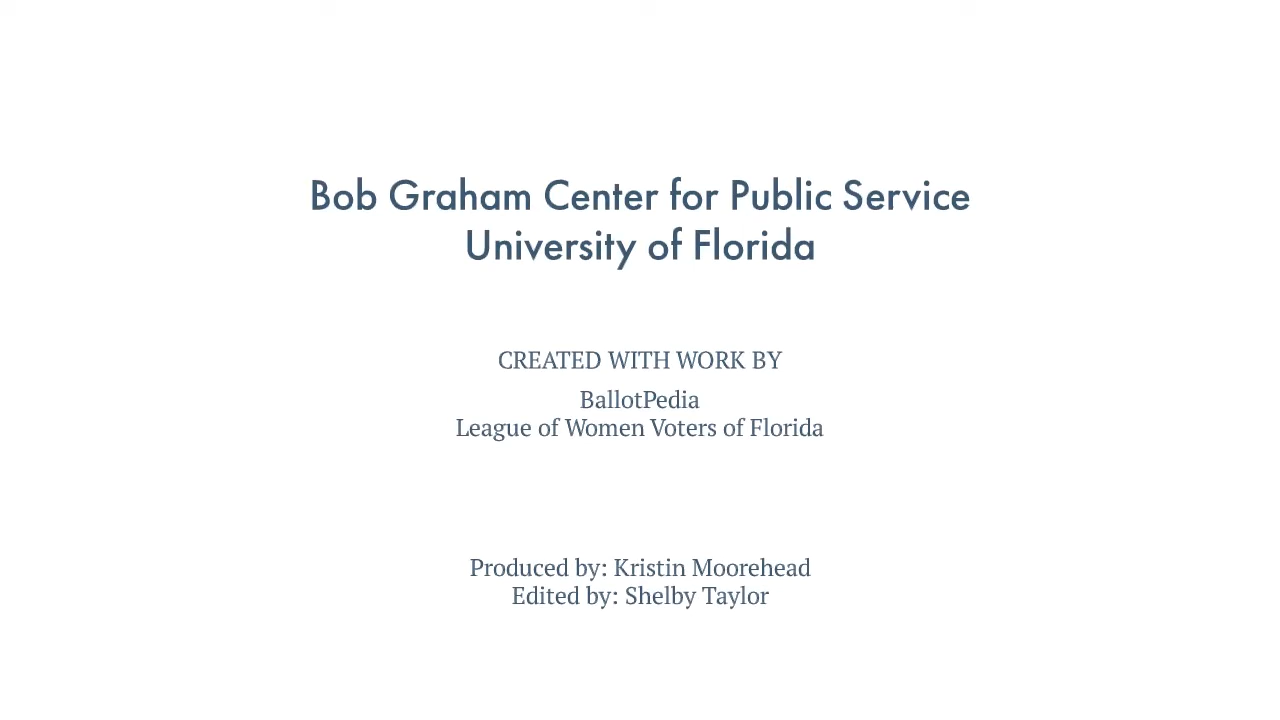 Bob Graham Center for Public Service
University of Florida
CREATED WITH WORK BY
BallotPedia
League of Women Voters of Florida
Produced by: Kristin Moorehead
Edited by: Shelby Taylor